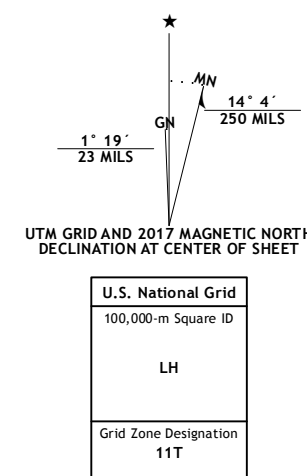 ★
MN
GN
14° 4´
250 MILS
1° 19´
23 MILS
UTM GRID AND 2017 MAGNETIC NORTH
DECLINATION AT CENTER OF SHEET
U.S. National Grid
100,000-m Square ID
LH
Grid Zone Designation
11T